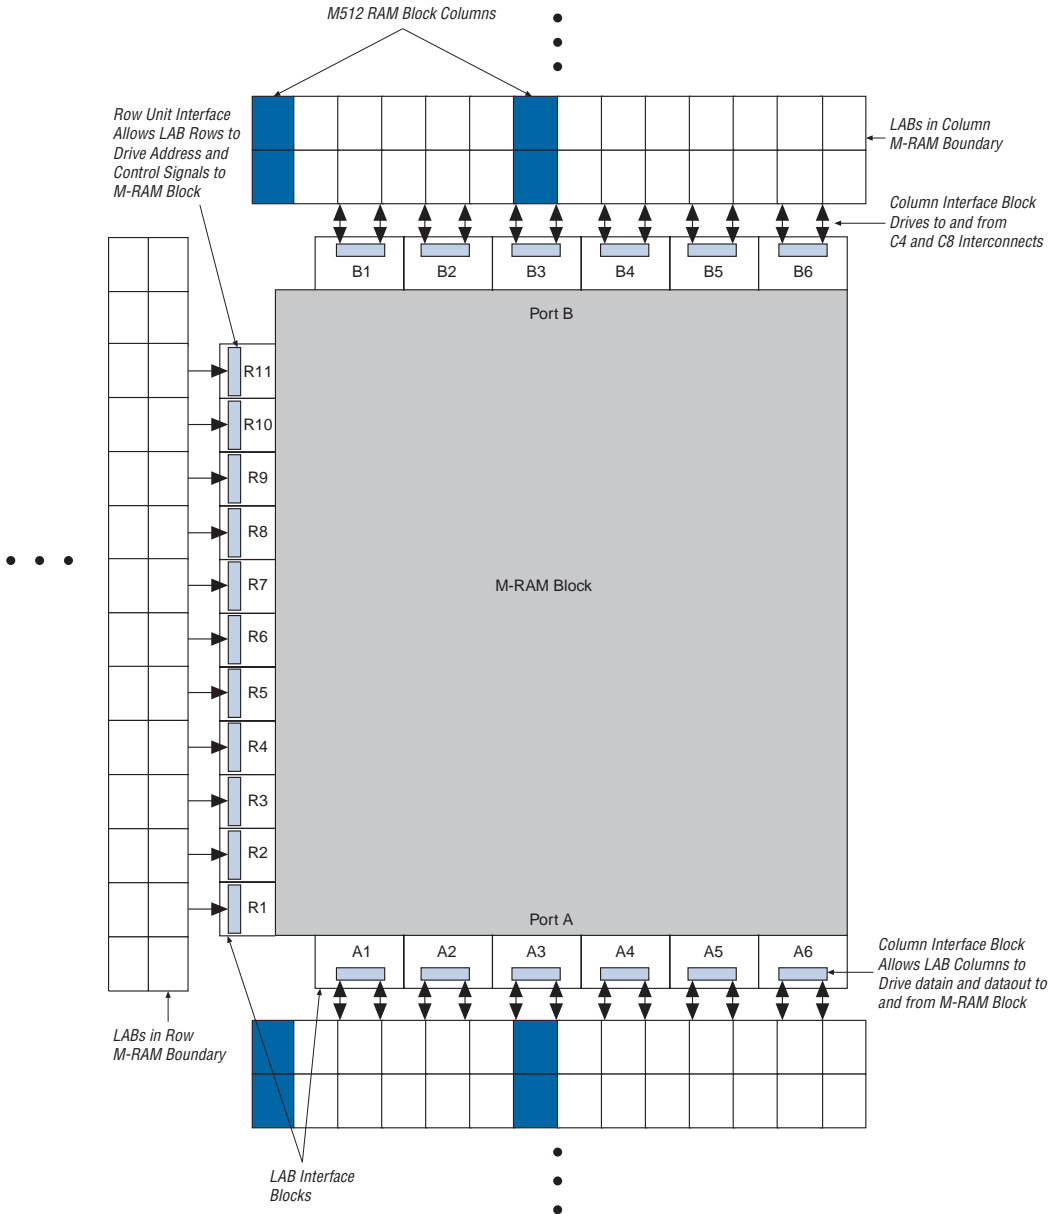 M512 RAM Block Columns
Row Unit Interface
Allows LAB Rows to
Drive Address and
Control Signals to
M-RAM Block
LABs in Column
M-RAM Boundary
Column Interface Block
Drives to and from
C4 and C8 Interconnects
B1 B2 B3 B4 B5 B6
Port B
R11
R10
R9
R8
R7
M-RAM Block
R6
R5
R4
R3
R2
R1
Port A
A1 A2 A3 A4 A5 A6
Column Interface Block
Allows LAB Columns to
Drive datain and dataout to
and from M-RAM Block
LABs in Row
M-RAM Boundary
LAB Interface
Blocks